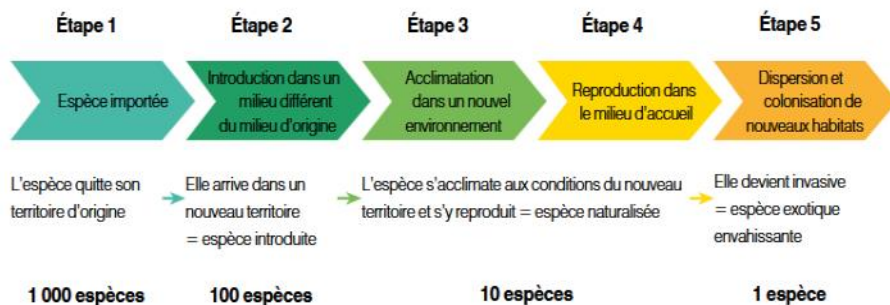 Étape 1
Étape 2
Étape 3
Étape 4
Étape 5
Espèce importée
Introduction dans un
milieu différent
du milieu d'origine
Acclimatation
dans un nouvel
environnement
Reproduction dans
le milieu d'accueil
Dispersion et
colonisation de
nouveaux habitats
L'espèce quitte son
territoire d'origine
Elle arrive dans un
nouveau territoire
= espèce introduite
L'espèce s'acclimate aux conditions du nouveau
territoire et s'y reproduit = espèce naturalisée
Elle devient invasive
= espèce exotique
envahissante
1 000 espèces
100 espèces
10 espèces
1 espèce